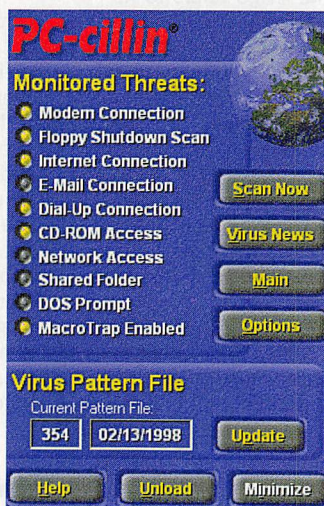 PC-cillin®
Monitored Threats:
Modem Connection
Floppy Shutdown Scan
Internet Connection
E-Mail Connection
Dial-Up Connection
CD-ROM Access
Network Access
Shared Folder
DOS Prompt
MacroTrap Enabled
Scan Now
Virus News
Main
Options
Virus Pattern File
Current Pattern File:
354 02/13/1998
Update
Help Unload Minimize